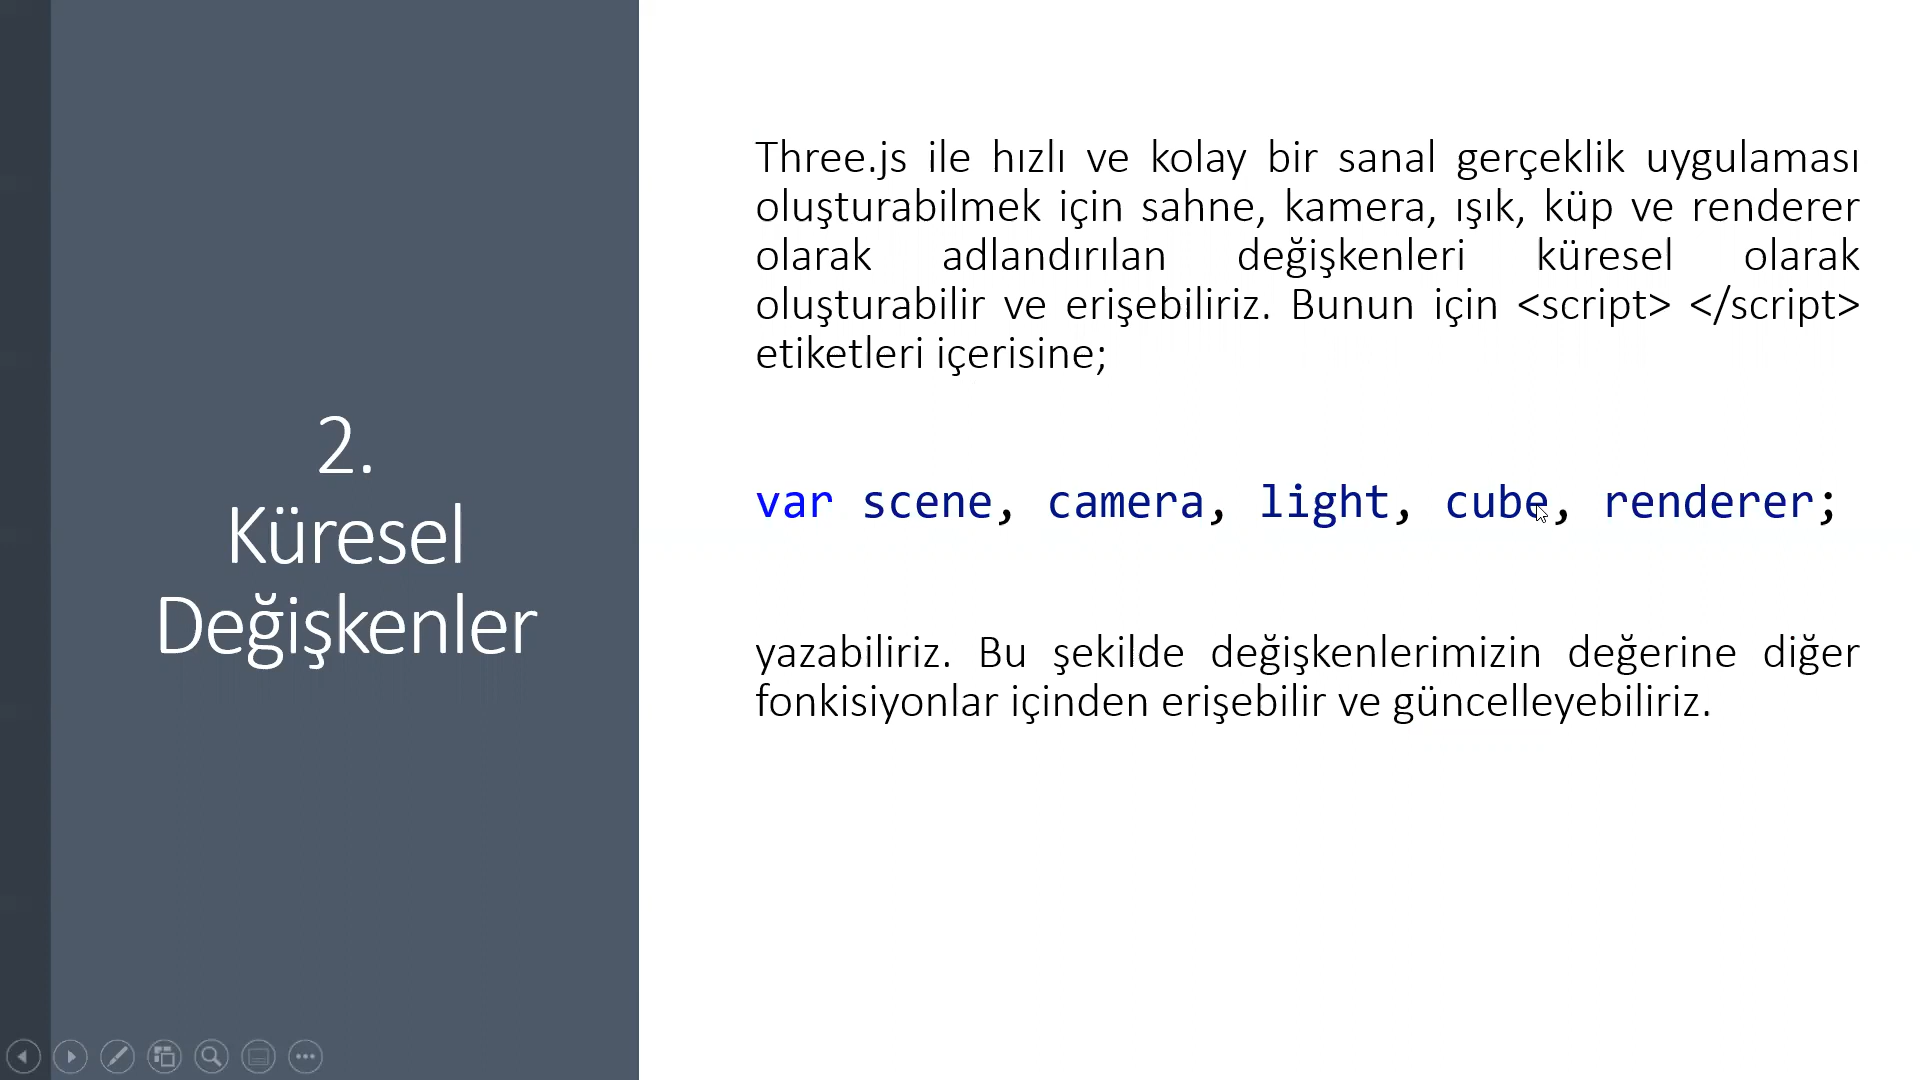 2.
Küresel
Değişkenler
Three.js ile hızlı ve kolay bir sanal gerçeklik uygulaması
oluşturabilmek için sahne, kamera, ışık, küp ve renderer
olarak adlandırılan değişkenleri küresel olarak
oluşturabilir ve erişebiliriz. Bunun için <script> </script>
etiketleri içerisine;
var scene, camera, light, cube, renderer;
yazabiliriz. Bu şekilde değişkenlerimizin değerine diğer
fonkisiyonlar içinden erişebilir ve güncelleyebiliriz.